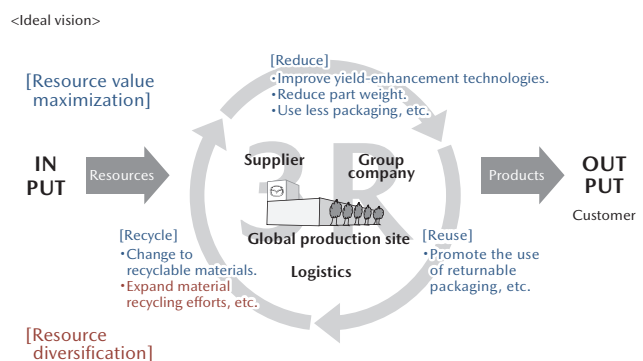 <Ideal vision>
[Resource value
maximization]
[Reduce]
・Improve yield-enhancement technologies.
・Reduce part weight.
・Use less packaging, etc.
3R
IN
PUT
Resources
Supplier
Group
company
Products
OUT
PUT
Customer
Global production site
Logistics
[Recycle]
・Change to
recyclable materials.
・Expand material
recycling efforts, etc.
[Reuse]
・Promote the use
of returnable
packaging, etc.
[Resource
diversification]